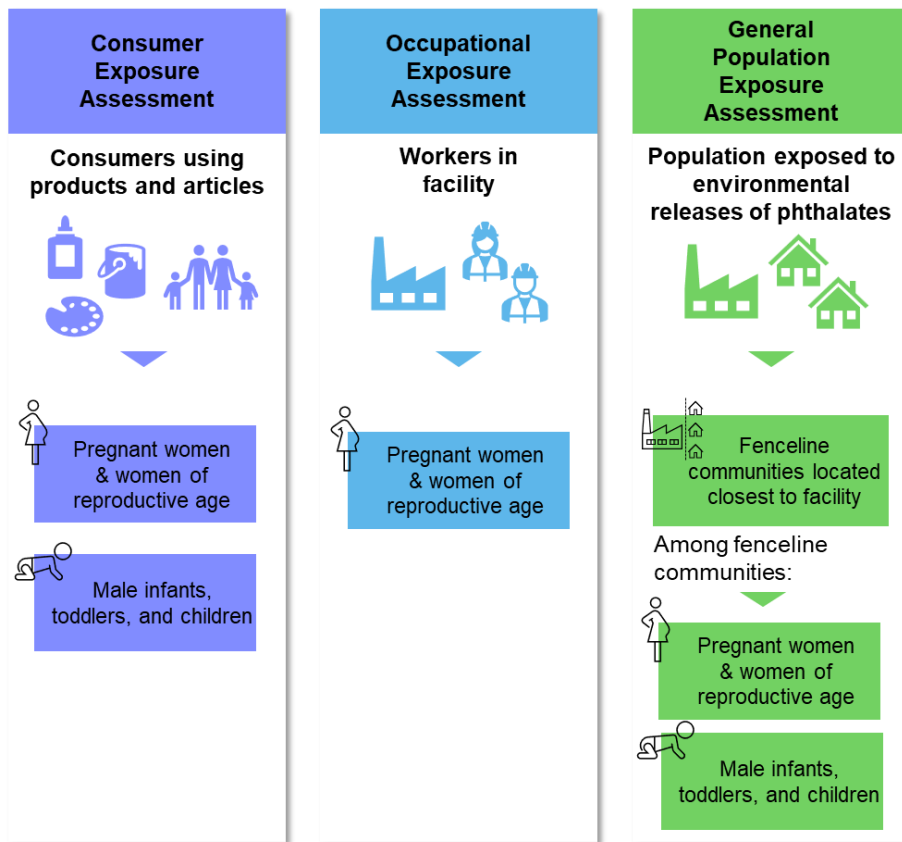 Consumer
Exposure
Assessment
Consumers using
products and articles
Pregnant women
& women of
reproductive age
Male infants,
toddlers, and children
Occupational
Exposure
Assessment
Workers in
facility
Pregnant women
& women of
reproductive age
General
Population
Exposure
Assessment
Population exposed to
environmental
releases of phthalates
Fenceline
communities located
closest to facility
Among fenceline
communities:
Pregnant women
& women of
reproductive age
Male infants,
toddlers, and children